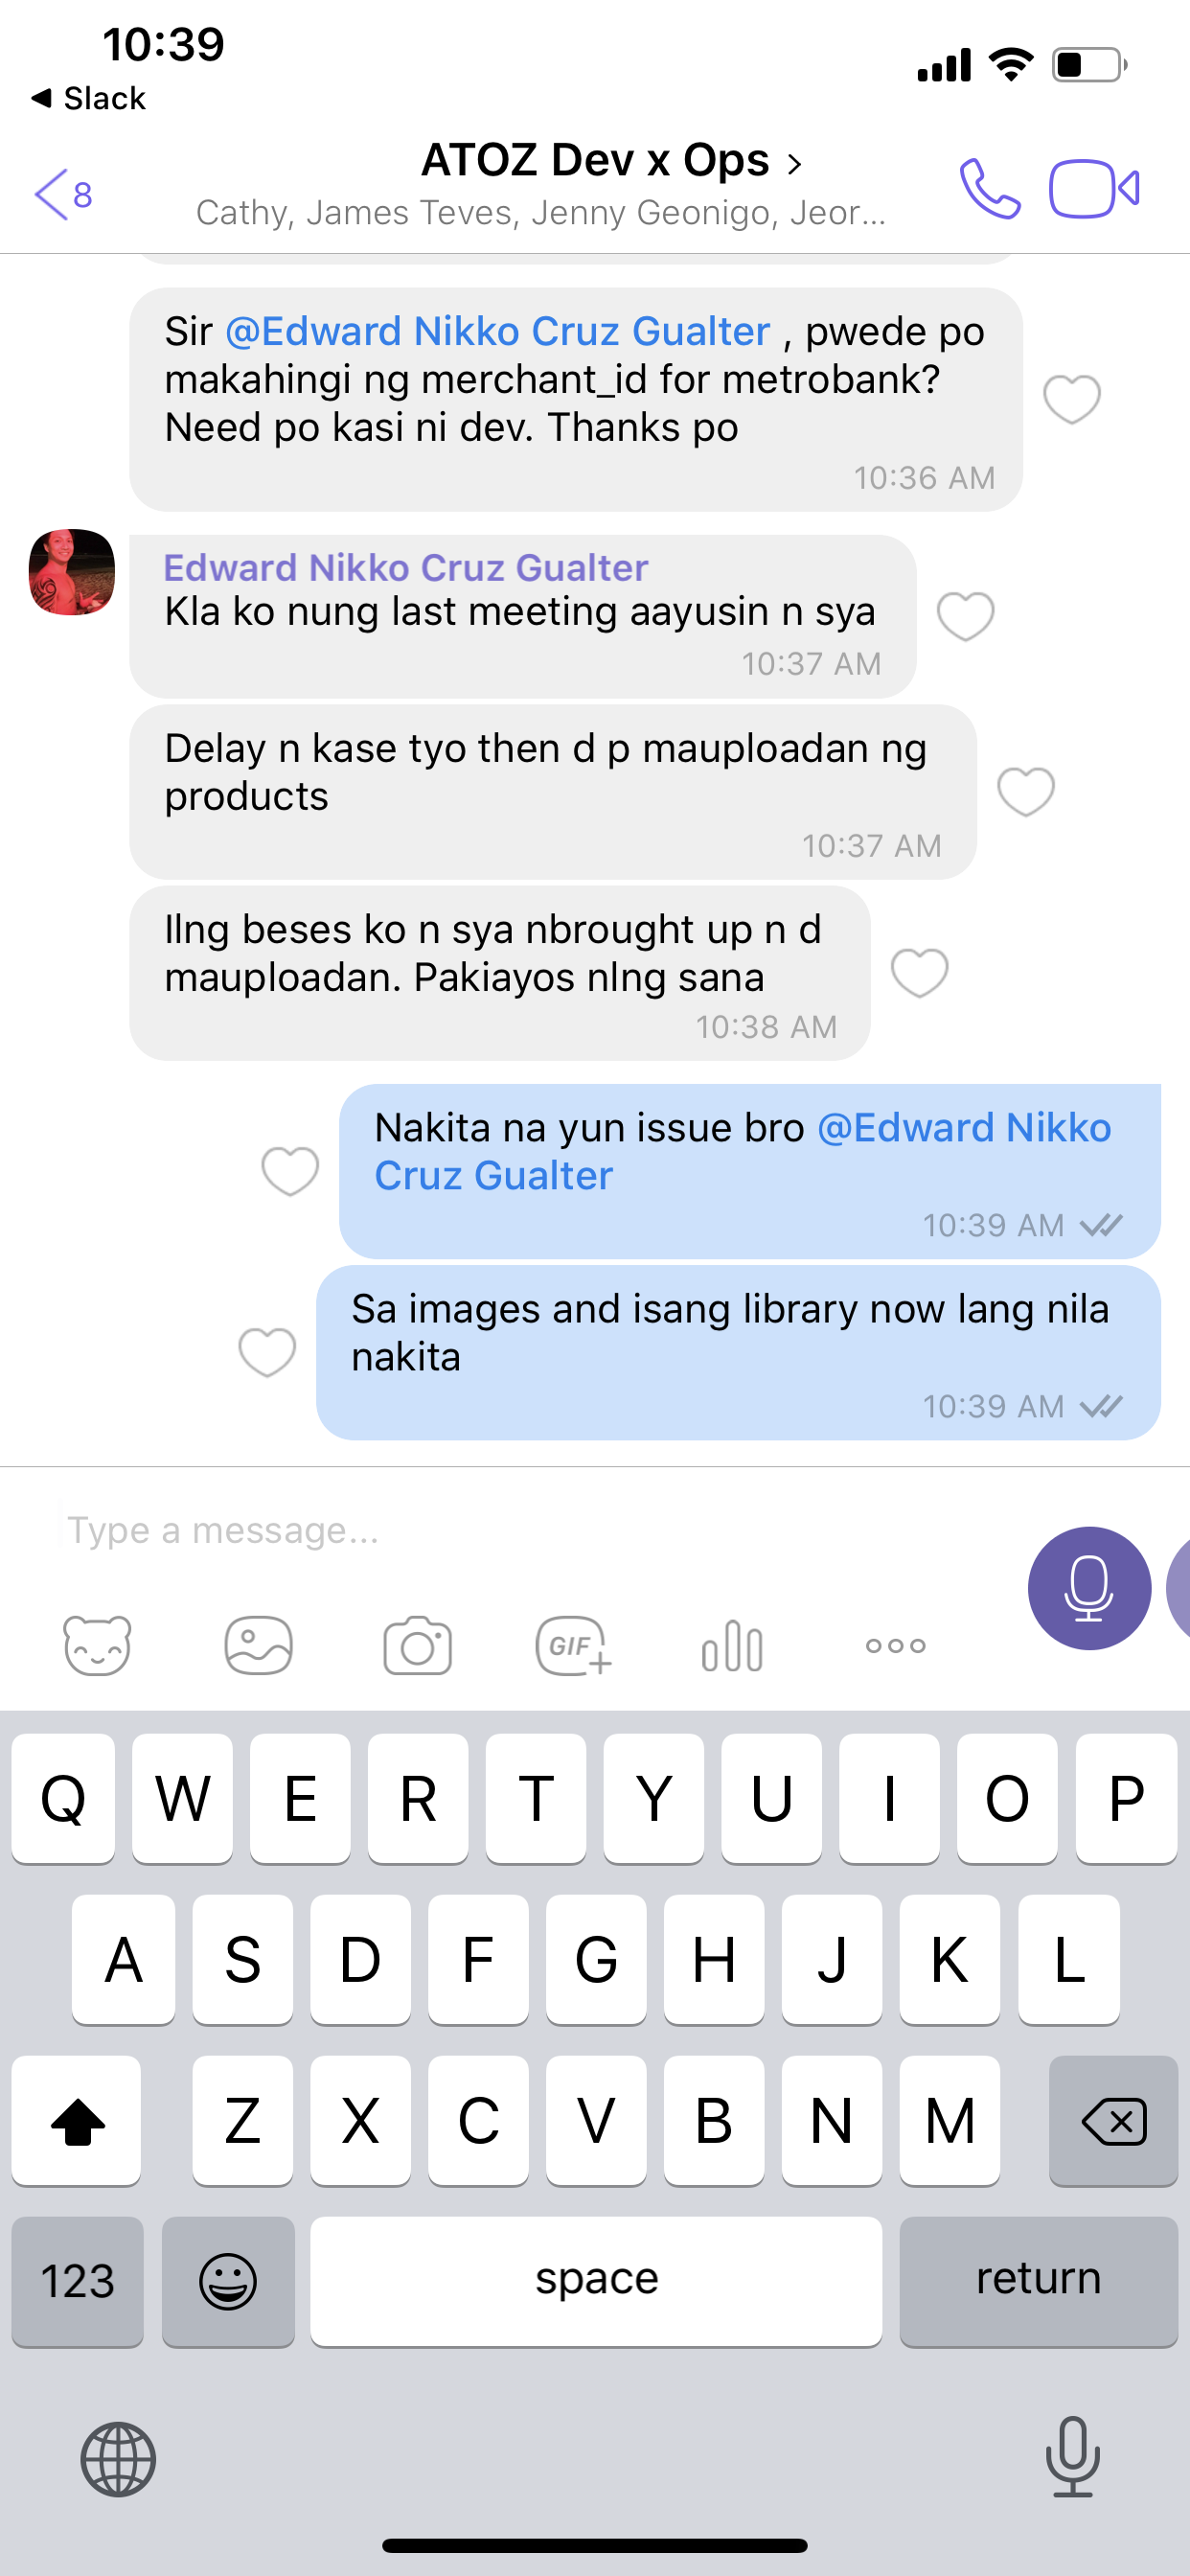 10:39
Slack
8
ATOZ Dev x Ops
Cathy, James Teves, Jenny Geonigo, Jeor...
Sir @Edward Nikko Cruz Gualter , pwede po
makahingi ng merchant_id for metrobank?
Need po kasi ni dev. Thanks po
10:36 AM
Edward Nikko Cruz Gualter
Kla ko nung last meeting aayusin n sya
10:37 AM
Delay n kase tyo then d p mauploadan ng
products
10:37 AM
Ilng beses ko n sya nbrought up n d
mauploadan. Pakiayos nlng sana
10:38 AM
Nakita na yun issue bro @Edward Nikko
Cruz Gualter
10:39 AM
Sa images and isang library now lang nila
nakita
10:39 AM
Type a message...
GIF
Q W E R T Y U I O P
A S D F G H J K L
Z X C V B N M
123 space return